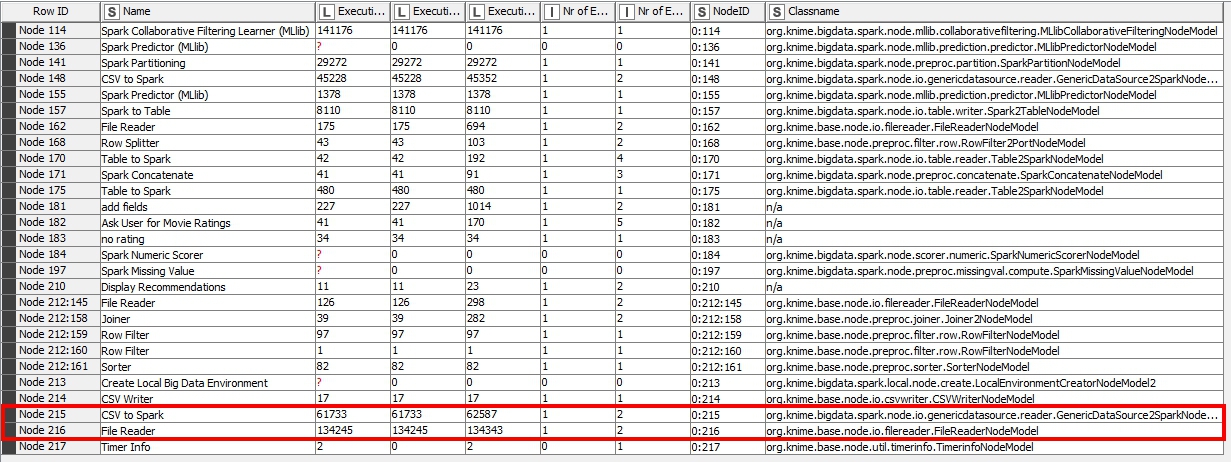 Row ID S Name L Executi... L Executi... L Executi... I Nr of E... I Nr of E... S NodeID S Classname
Node 114 Spark Collaborative Filtering Learner (MLlib) 141176 141176 141176 1 1 0:114 org.knime.bigdata.spark.node.mllib.collaborativefiltering.MLlibCollaborativeFilteringNodeModel
Node 136 Spark Predictor (MLlib) ? 0 0 0 0 0:136 org.knime.bigdata.spark.node.mllib.prediction.predictor.MLlibPredictorNodeModel
Node 141 Spark Partitioning 29272 29272 29272 1 1 0:141 org.knime.bigdata.spark.node.preproc.partition.SparkPartitionNodeModel
Node 148 CSV to Spark 45228 45228 45352 1 2 0:148 org.knime.bigdata.spark.node.io.genericdatasource.reader.GenericDataSource2SparkNode...
Node 155 Spark Predictor (MLlib) 1378 1378 1378 1 1 0:155 org.knime.bigdata.spark.node.mllib.prediction.predictor.MLlibPredictorNodeModel
Node 157 Spark to Table 8110 8110 8110 1 1 0:157 org.knime.bigdata.spark.node.io.table.writer.Spark2TableNodeModel
Node 162 File Reader 175 175 694 1 2 0:162 org.knime.base.node.io.filereader.FileReaderNodeModel
Node 168 Row Splitter 43 43 103 1 2 0:168 org.knime.base.node.preproc.filter.row.RowFilter2PortNodeModel
Node 170 Table to Spark 42 42 192 1 4 0:170 org.knime.bigdata.spark.node.io.table.reader.Table2SparkNodeModel
Node 171 Spark Concatenate 41 41 91 1 3 0:171 org.knime.bigdata.spark.node.preproc.concatenate.SparkConcatenateNodeModel
Node 175 Table to Spark 480 480 480 1 1 0:175 org.knime.bigdata.spark.node.io.table.reader.Table2SparkNodeModel
Node 181 add fields 227 227 1014 1 2 0:181 n/a
Node 182 Ask User for Movie Ratings 41 41 170 1 5 0:182 n/a
Node 183 no rating 34 34 34 1 1 0:183 n/a
Node 184 Spark Numeric Scorer ? 0 0 0 0 0:184 org.knime.bigdata.spark.node.scorer.numeric.SparkNumericScorerNodeModel
Node 197 Spark Missing Value ? 0 0 0 0 0:197 org.knime.bigdata.spark.node.preproc.missingval.compute.SparkMissingValueNodeModel
Node 210 Display Recommendations 11 11 23 1 2 0:210 n/a
Node 212:145 File Reader 126 126 298 1 2 0:212:145 org.knime.base.node.io.filereader.FileReaderNodeModel
Node 212:158 Joiner 39 39 282 1 2 0:212:158 org.knime.base.node.preproc.joiner.Joiner2NodeModel
Node 212:159 Row Filter 97 97 97 1 1 0:212:159 org.knime.base.node.preproc.filter.row.RowFilterNodeModel
Node 212:160 Row Filter 1 1 1 1 1 0:212:160 org.knime.base.node.preproc.filter.row.RowFilterNodeModel
Node 212:161 Sorter 82 82 82 1 1 0:212:161 org.knime.base.node.preproc.sorter.SorterNodeModel
Node 213 Create Local Big Data Environment ? 0 0 0 0 0:213 org.knime.bigdata.spark.local.node.create.LocalEnvironmentCreatorNodeModel2
Node 214 CSV Writer 17 17 17 1 1 0:214 org.knime.base.node.io.csvwriter.CSVWriterNodeModel
Node 215 CSV to Spark 61733 61733 62587 1 2 0:215 org.knime.bigdata.spark.node.io.genericdatasource.reader.GenericDataSource2SparkNode...
Node 216 File Reader 134245 134245 134343 1 2 0:216 org.knime.base.node.io.filereader.FileReaderNodeModel
Node 217 Timer Info 2 0 2 0 1 0:217 org.knime.base.node.util.timerinfo.TimerinfoNodeModel